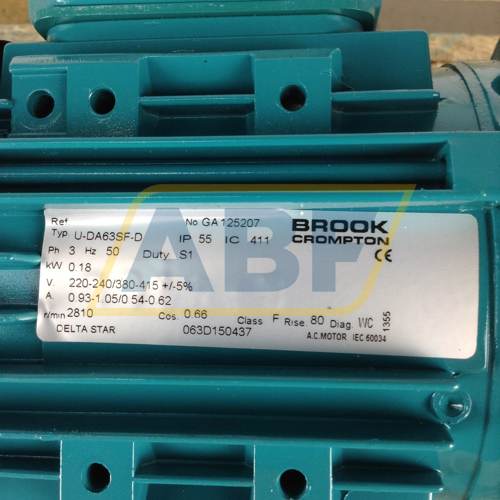 Ref No GA125207
Typ U-DA63SF-D IP 55 IC 411
BROOK
CROMPTON
Ph 3 Hz 50 Duty S1
CE
kW 0.18
V. 220-240/380-415 +/-5%
A. 0.93-1.05/0.54-0.62
r/min 2810 Cos. 0.66 Class F Rise. 80 Diag. WC 1355
DELTA STAR 063D150437 A.C.MOTOR IEC 60034
ABF